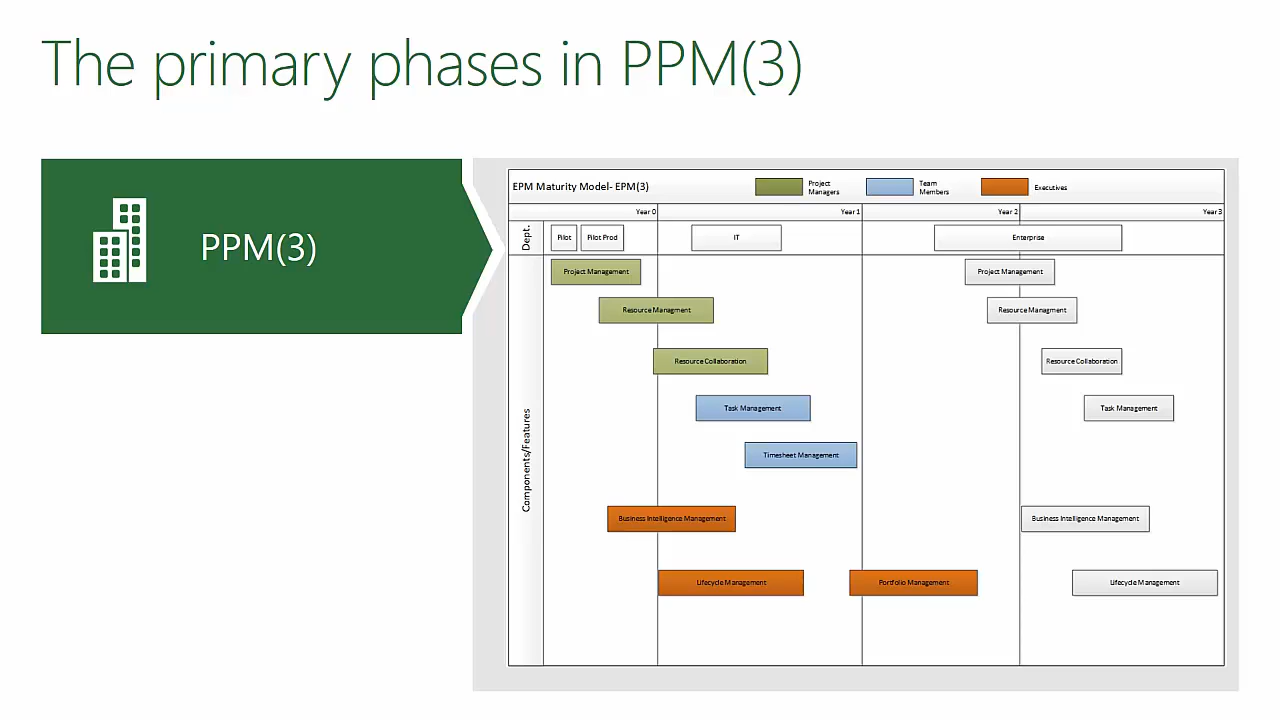 The primary phases in PPM(3)
PPM(3)
EPM Maturity Model- EPM(3)
Project
Managers
Team
Members
Executives
Year 0
Year 1
Year 2
Year 3
Dept.
Pilot
Pilot Prod
IT
Enterprise
Components/Features
Project Management
Project Management
Resource Managment
Resource Managment
Resource Collaboration
Resource Collaboration
Task Management
Task Management
Timesheet Management
Business Intelligence Management
Business Intelligence Management
Lifecycle Management
Portfolio Management
Lifecycle Management